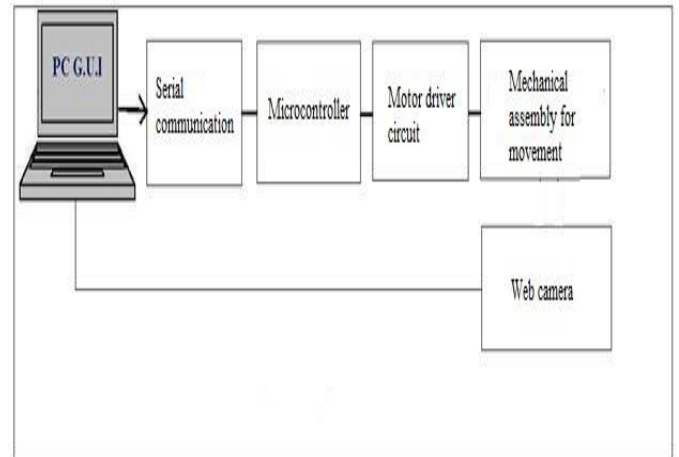 PC G.U.I
Serial
communication
Microcontroller
Motor driver
circuit
Mechanical
assembly for
movement
Web camera